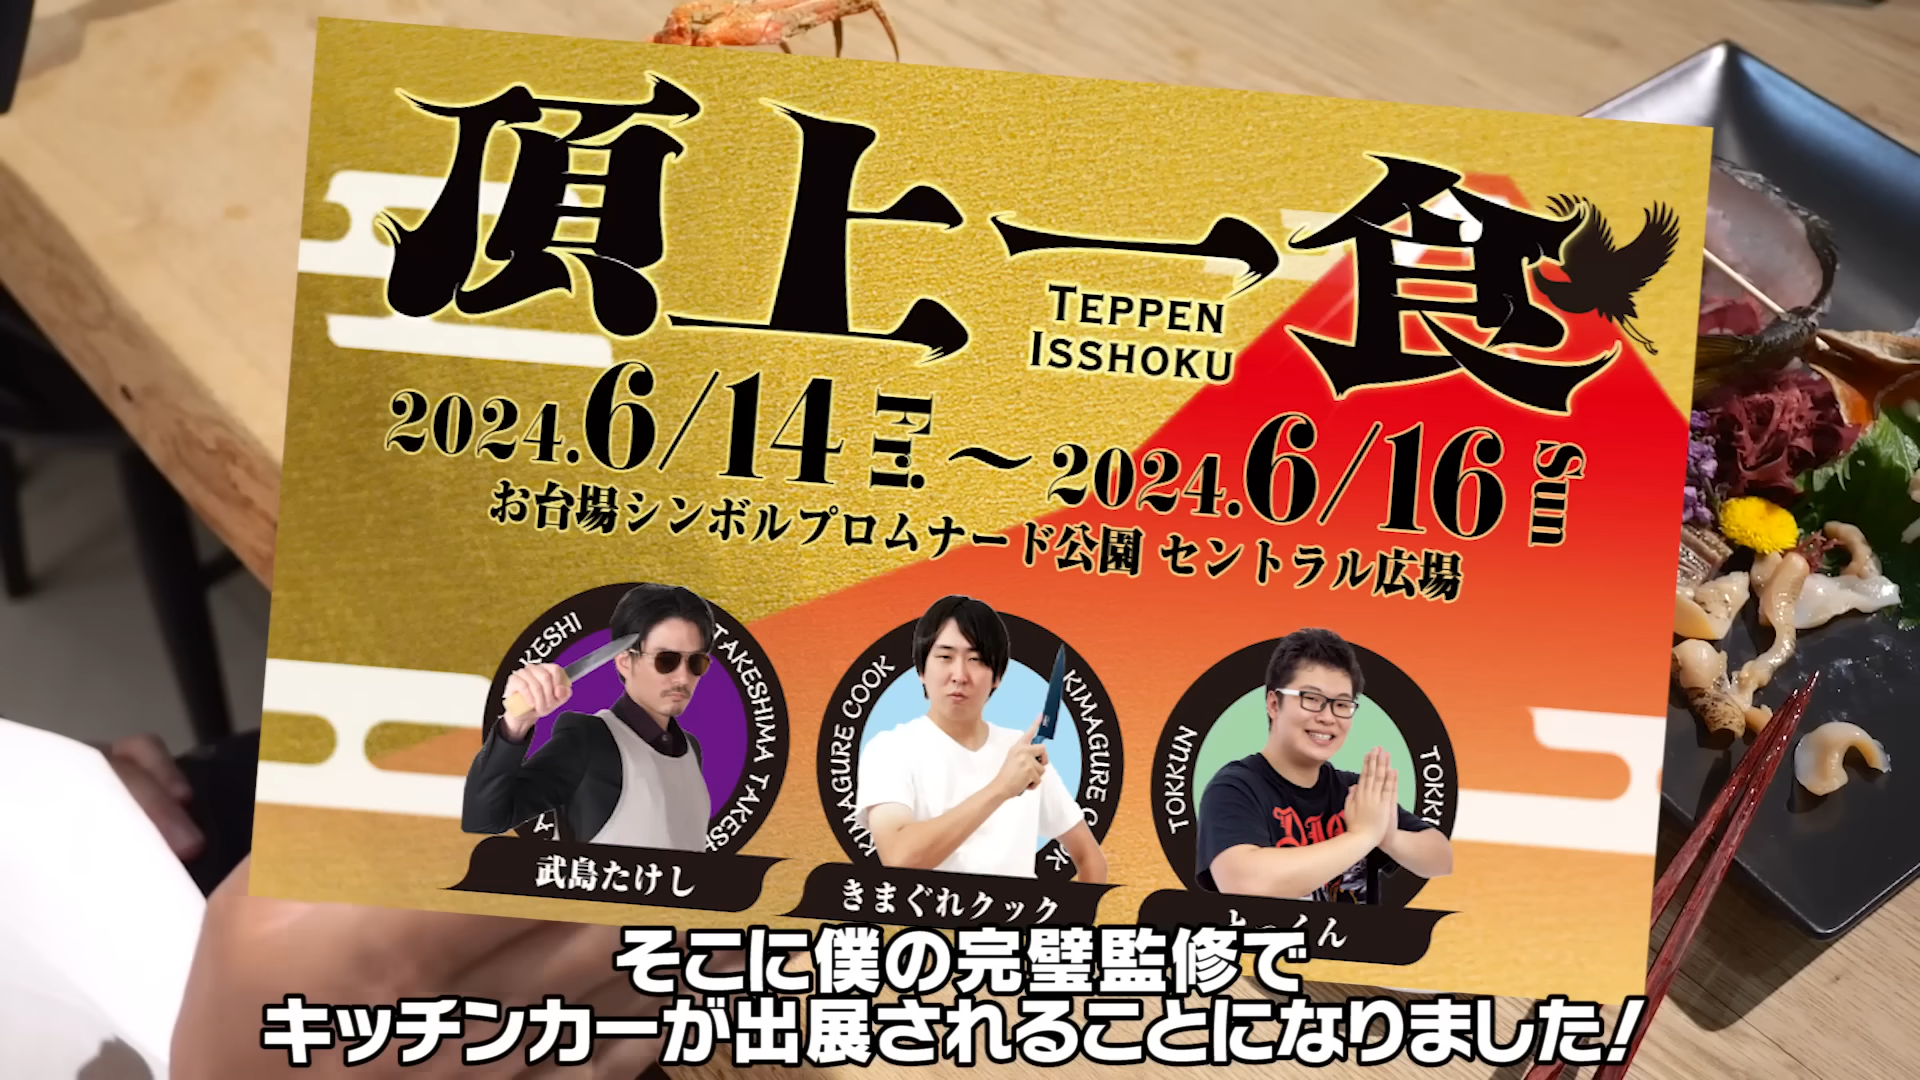 頂上一食
TEPPEN
ISSHOKU
2024.6/14 Fri. ～ 2024.6/16 Sun
お台場シンボルプロムナード公園 セントラル広場
TAKESHIMA
KIMAGURE COOK
KIMAGURE
TOKKUN
武島たけし
きまぐれクック
そこに僕の完璧監修で
キッチンカーが出展されることになりました!